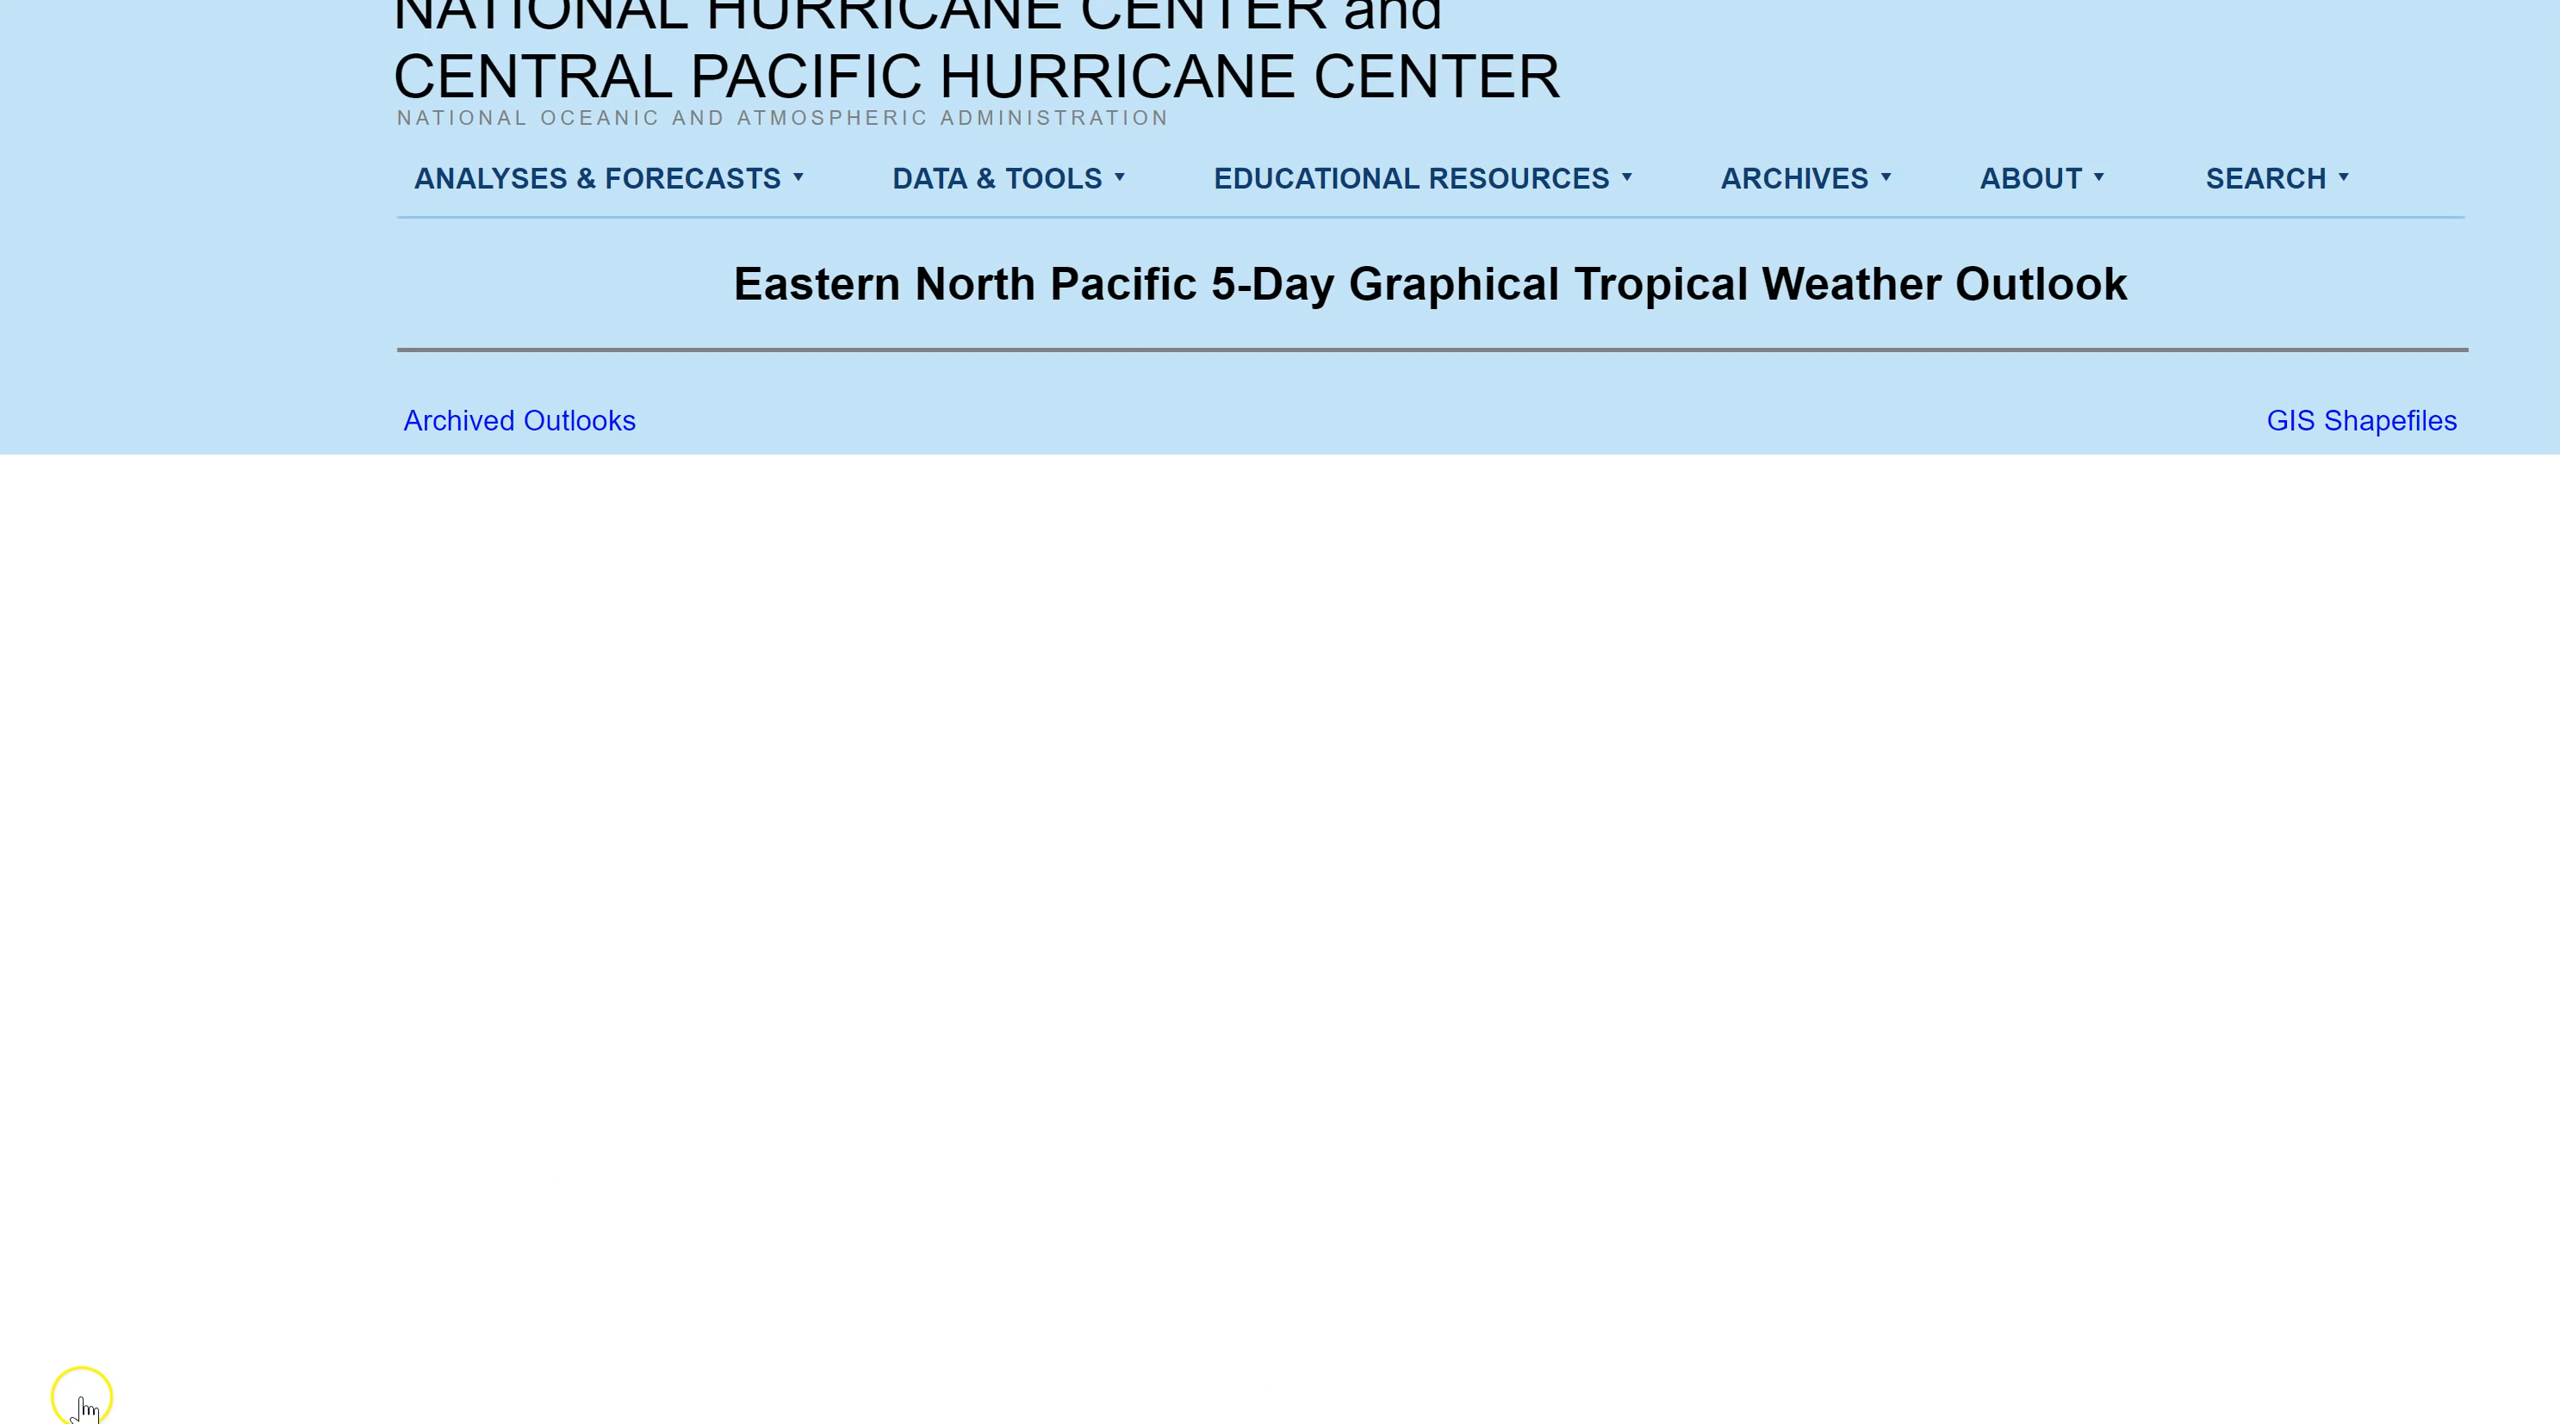 NATIONAL HURRICANE CENTER and
CENTRAL PACIFIC HURRICANE CENTER
NATIONAL OCEANIC AND ATMOSPHERIC ADMINISTRATION
ANALYSES & FORECASTS ▼ DATA & TOOLS ▼ EDUCATIONAL RESOURCES ▼ ARCHIVES ▼ ABOUT ▼ SEARCH ▼
Eastern North Pacific 5-Day Graphical Tropical Weather Outlook
Archived Outlooks GIS Shapefiles